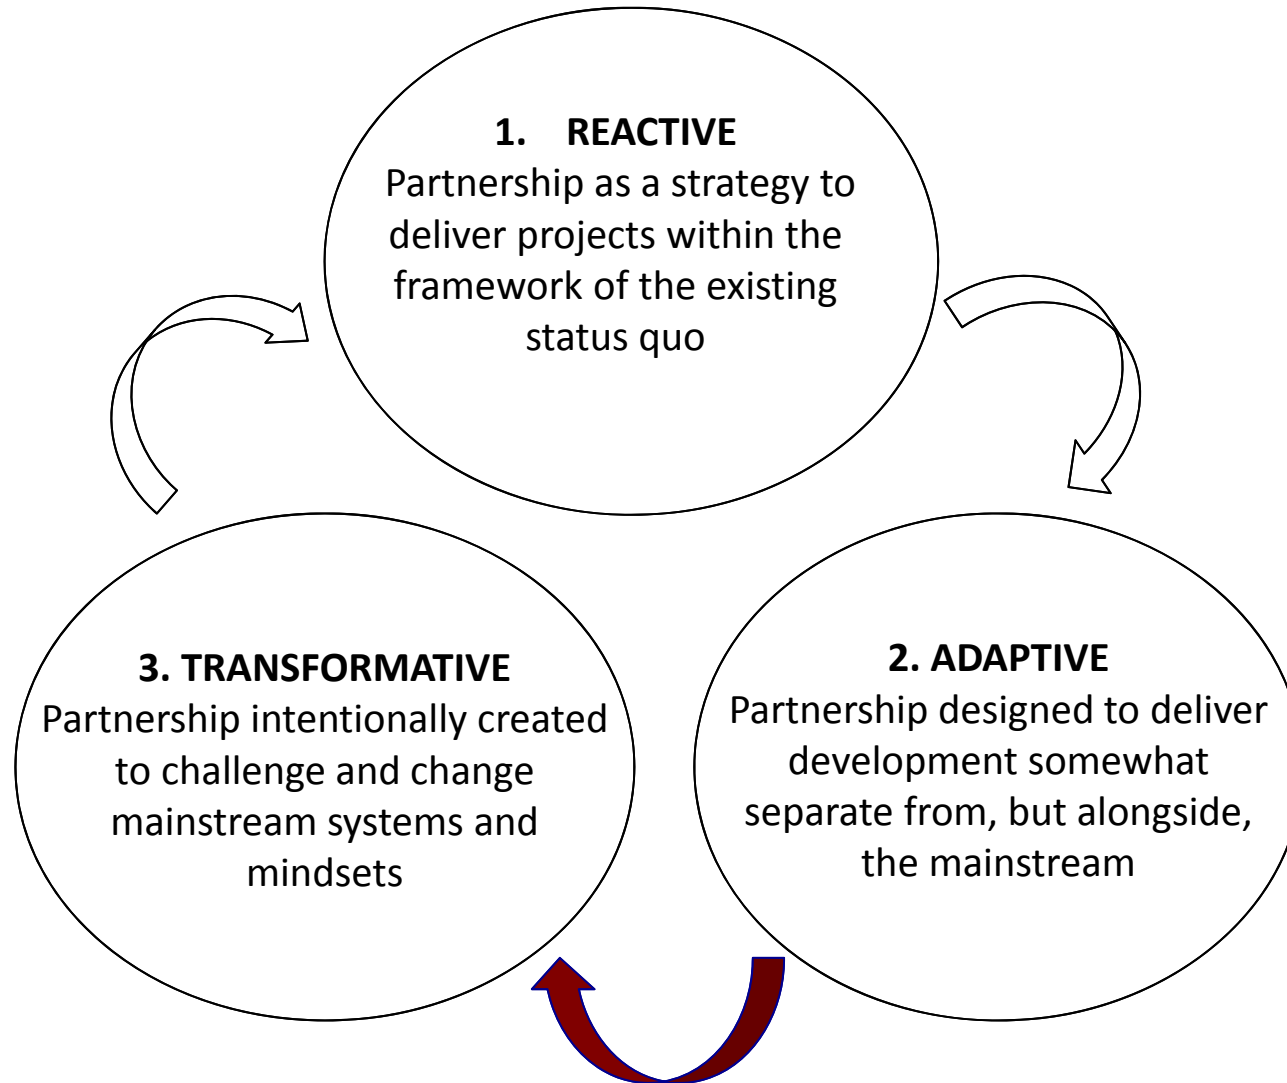 1. REACTIVE
Partnership as a strategy to
deliver projects within the
framework of the existing
status quo
3. TRANSFORMATIVE
Partnership intentionally created
to challenge and change
mainstream systems and
mindsets
2. ADAPTIVE
Partnership designed to deliver
development somewhat
separate from, but alongside,
the mainstream